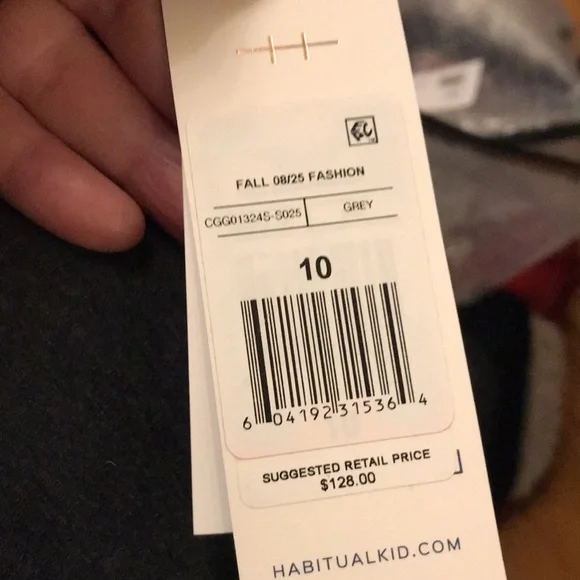 FALL 08/25 FASHION
CGG01324S-S025 GREY
10
6 04192 31536 4
SUGGESTED RETAIL PRICE
$128.00
HABITUALKID.COM